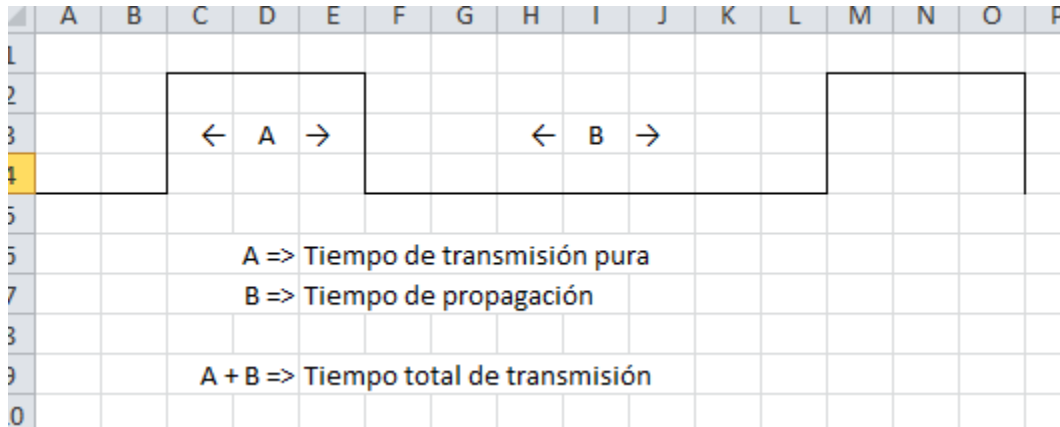 A B C D E F G H I J K L M N O
1
2
3 ← A → ← B →
4
5
6 A => Tiempo de transmisión pura
7 B => Tiempo de propagación
8
9 A + B => Tiempo total de transmisión
10